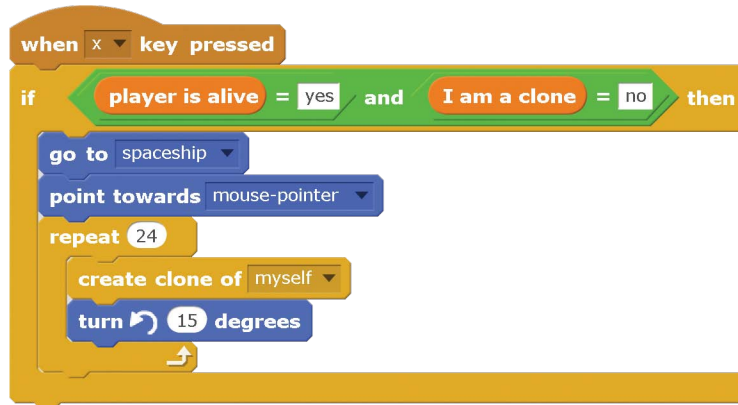 when x key pressed
if player is alive = yes and I am a clone = no then
go to spaceship
point towards mouse-pointer
repeat 24
create clone of myself
turn 15 degrees